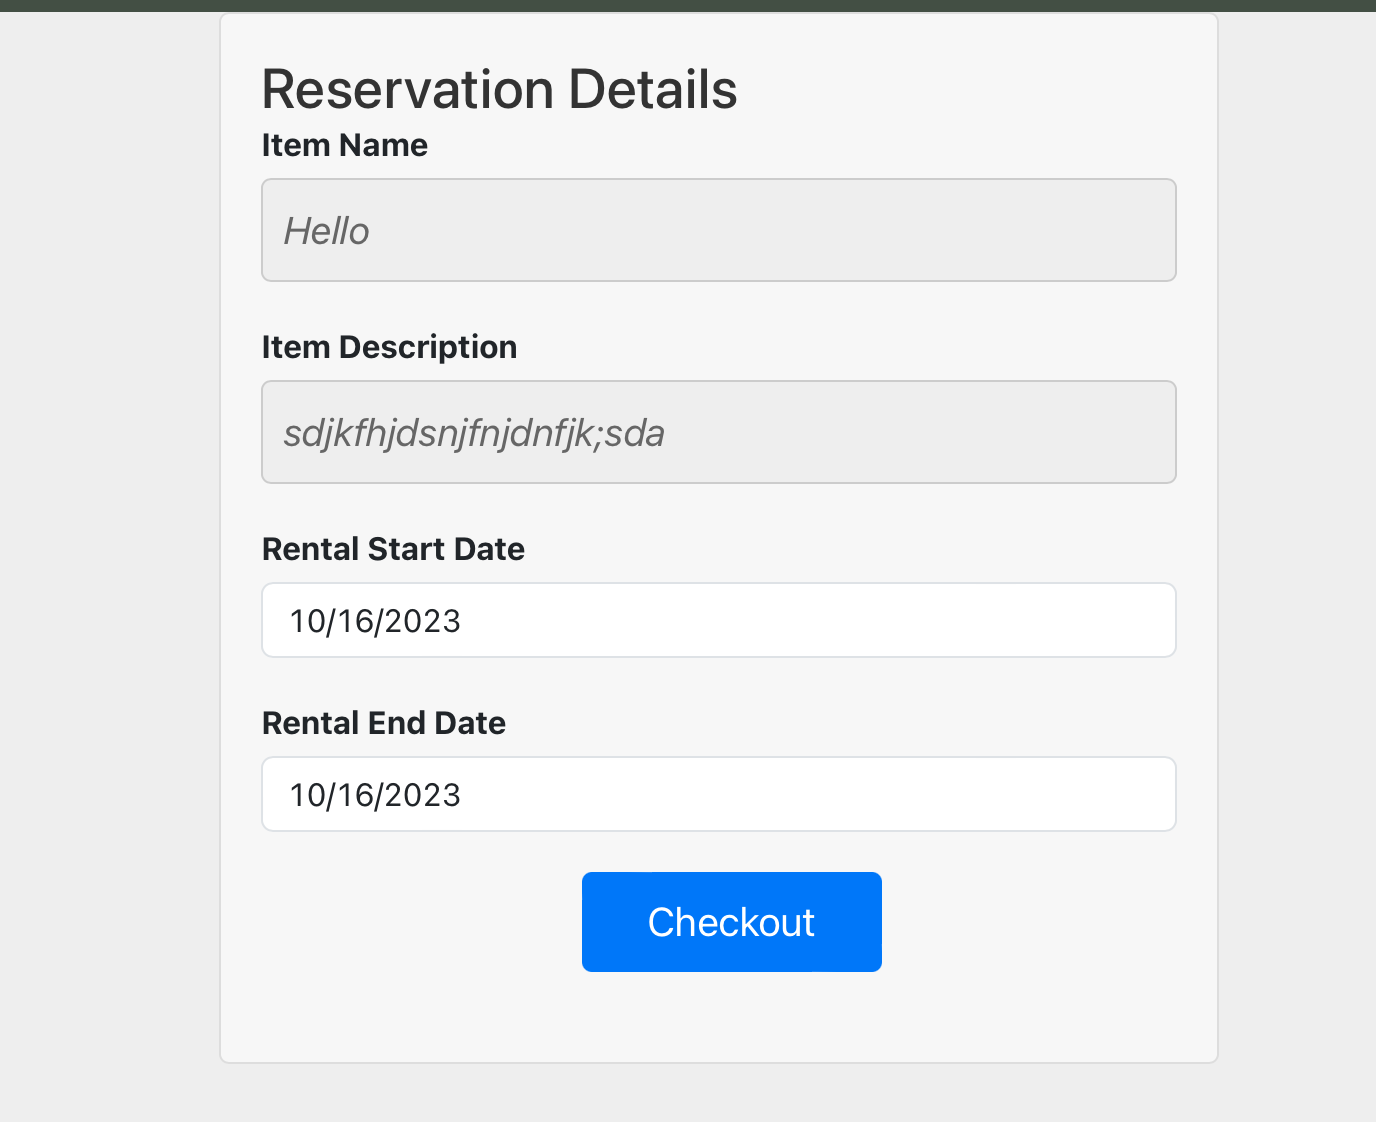 Reservation Details
Item Name
Hello
Item Description
sdjkfhjdsnjfnjdnfjk;sda
Rental Start Date
10/16/2023
Rental End Date
10/16/2023
Checkout